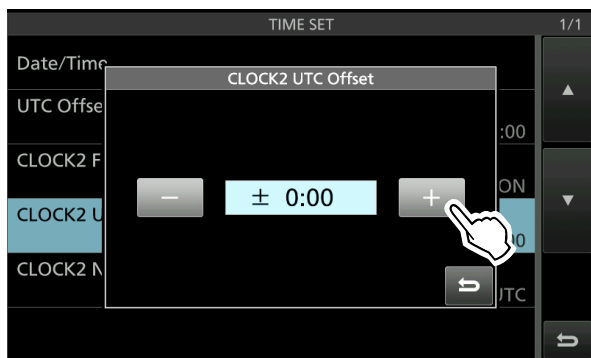 TIME SET 1/1
Date/Time
CLOCK2 UTC Offset
UTC Offse
:00
CLOCK2 F
ON
− ± 0:00 +
CLOCK2 U
00
CLOCK2 N
UTC